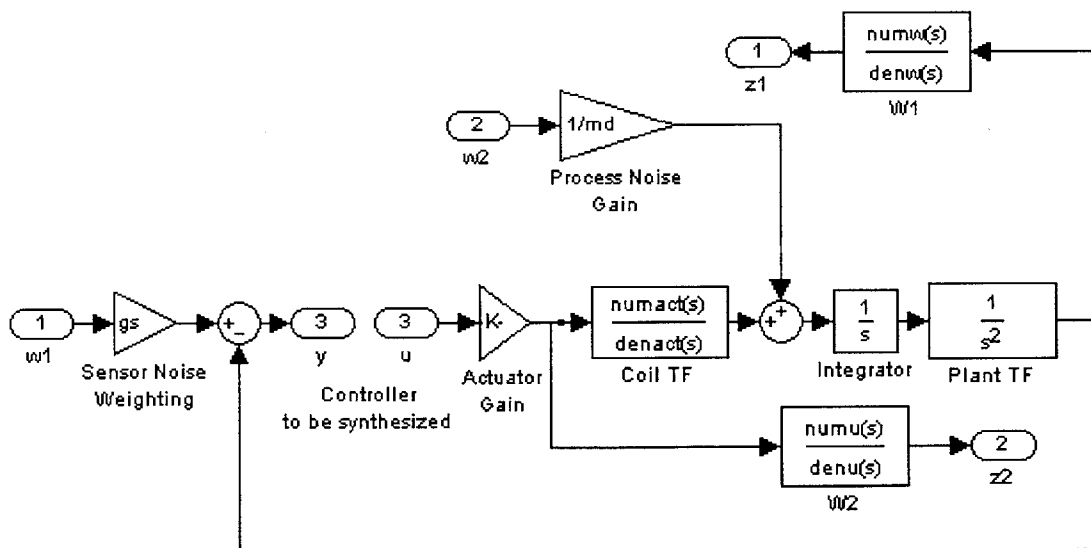 numw(s)
denw(s)
W1
1
z1
2
w2
1/md
Process Noise
Gain
1
w1
gs
Sensor Noise
Weighting
+
-
3
y
Controller
to be synthesized
3
u
K-
Actuator
Gain
numact(s)
denact(s)
Coil TF
+
+
1
s
Integrator
1
s2
Plant TF
numu(s)
denu(s)
W2
2
z2